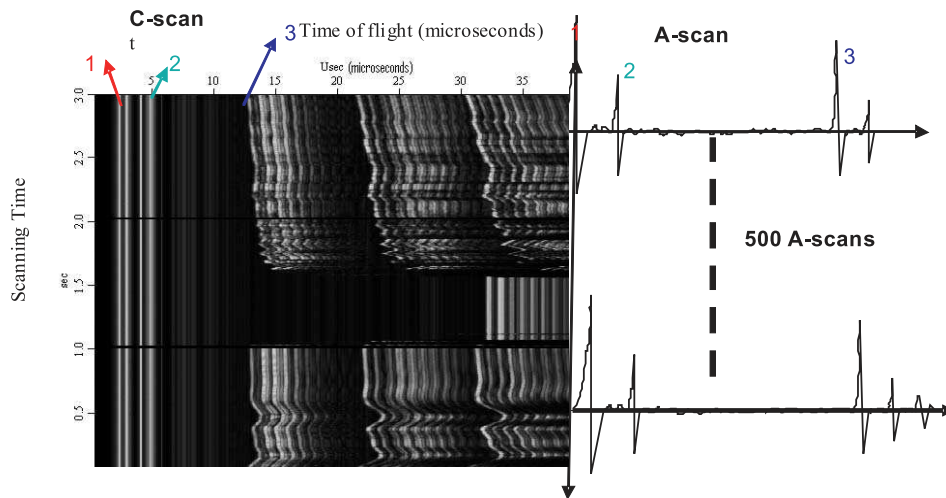 C-scan
t
1
2
3 Time of flight (microseconds)
Usec (microseconds)
5 10 15 20 25 30 35
3.0
2.5
2.0
1.5
1.0
0.5
Scanning Time
sec
A-scan
1
2
3
500 A-scans